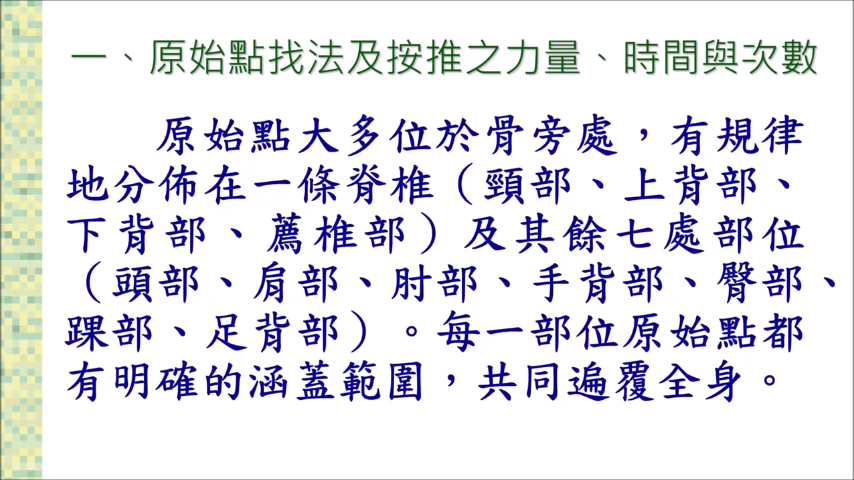 一、原始點找法及按推之力量、時間與次數
原始點大多位於骨旁處，有規律
地分佈在一條脊椎（頸部、上背部、
下背部、薦椎部）及其餘七處部位
（頭部、肩部、肘部、手背部、臀部、
踝部、足背部）。每一部位原始點都
有明確的涵蓋範圍，共同遍覆全身。